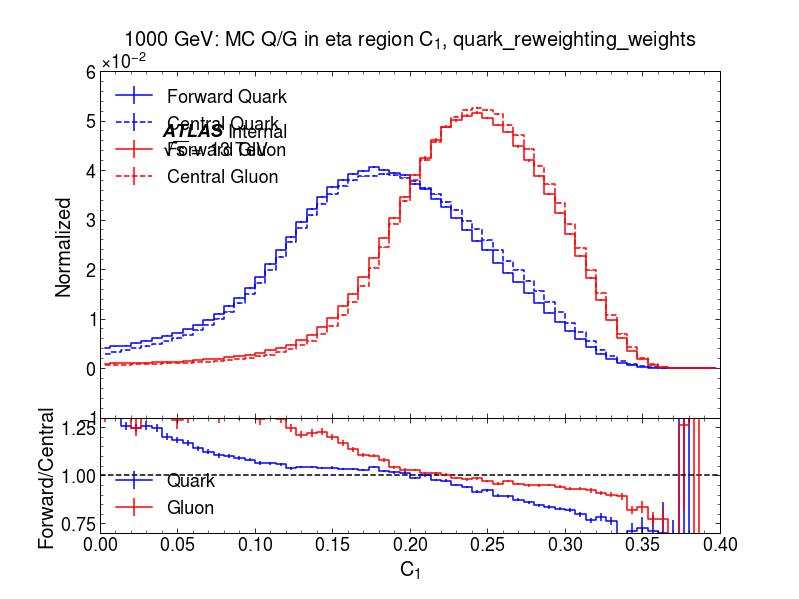 1000 GeV: MC Q/G in eta region C₁, quark_reweighting_weights
×10⁻²
6
5
4
3
2
1
0
1
Normalized
Forward Quark
Central Quark
ATLAS Internal
√s = 13 TeV
Forward Gluon
Central Gluon
1.25
1.00
0.75
Forward/Central
Quark
Gluon
0.00 0.05 0.10 0.15 0.20 0.25 0.30 0.35 0.40
C₁